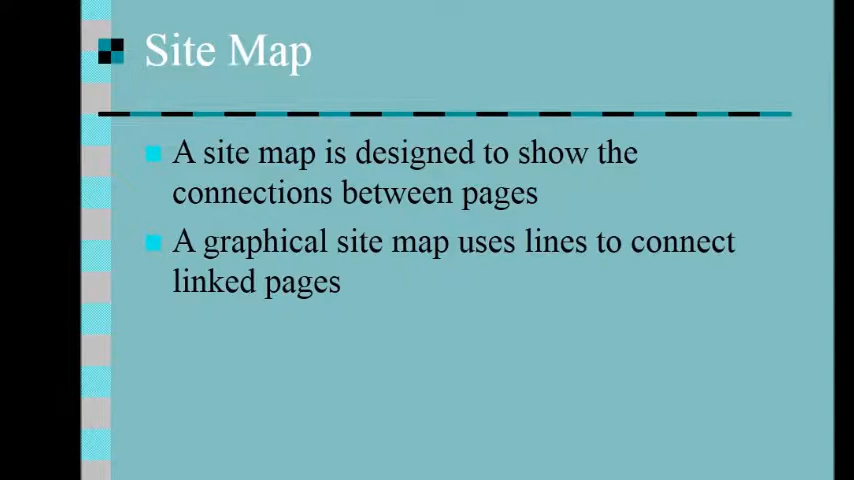 Site Map
A site map is designed to show the
connections between pages
A graphical site map uses lines to connect
linked pages